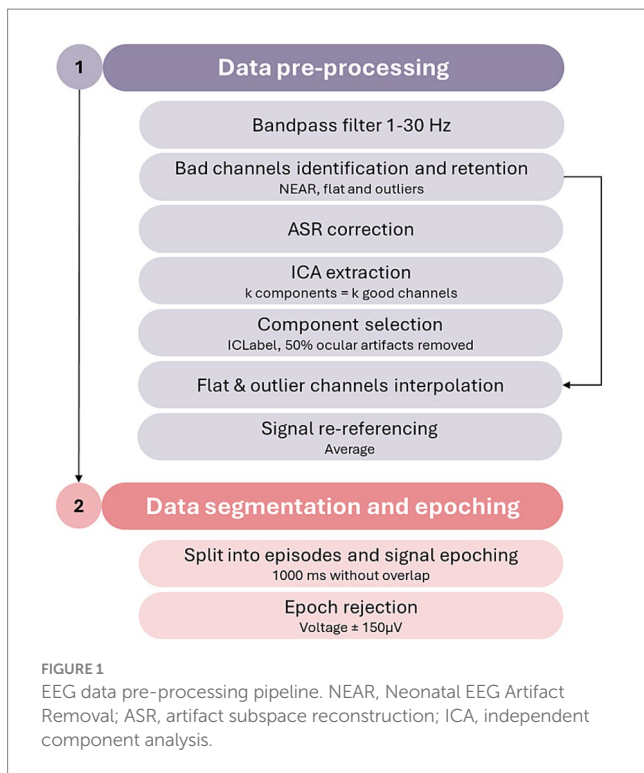 1
Data pre-processing
Bandpass filter 1-30 Hz
Bad channels identification and retention
NEAR, flat and outliers
ASR correction
ICA extraction
k components = k good channels
Component selection
ICLabel, 50% ocular artifacts removed
Flat & outlier channels interpolation
Signal re-referencing
Average
2
Data segmentation and epoching
Split into episodes and signal epoching
1000 ms without overlap
Epoch rejection
Voltage ± 150µV
FIGURE 1
EEG data pre-processing pipeline. NEAR, Neonatal EEG Artifact
Removal; ASR, artifact subspace reconstruction; ICA, independent
component analysis.